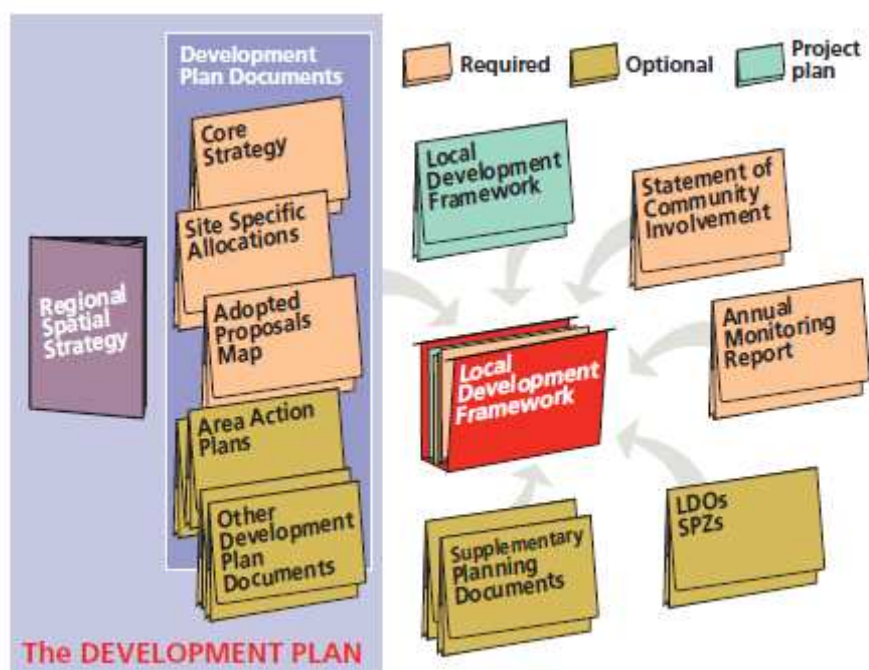 Development
Plan Documents
Required
Optional
Project
plan
Core
Strategy
Site Specific
Allocations
Adopted
Proposals
Map
Area Action
Plans
Other
Development
Plan
Documents
Regional
Spatial
Strategy
The DEVELOPMENT PLAN
Local
Development
Framework
Statement of
Community
Involvement
Annual
Monitoring
Report
Local
Development
Framework
LDOs
SPZs
Supplementary
Planning
Documents